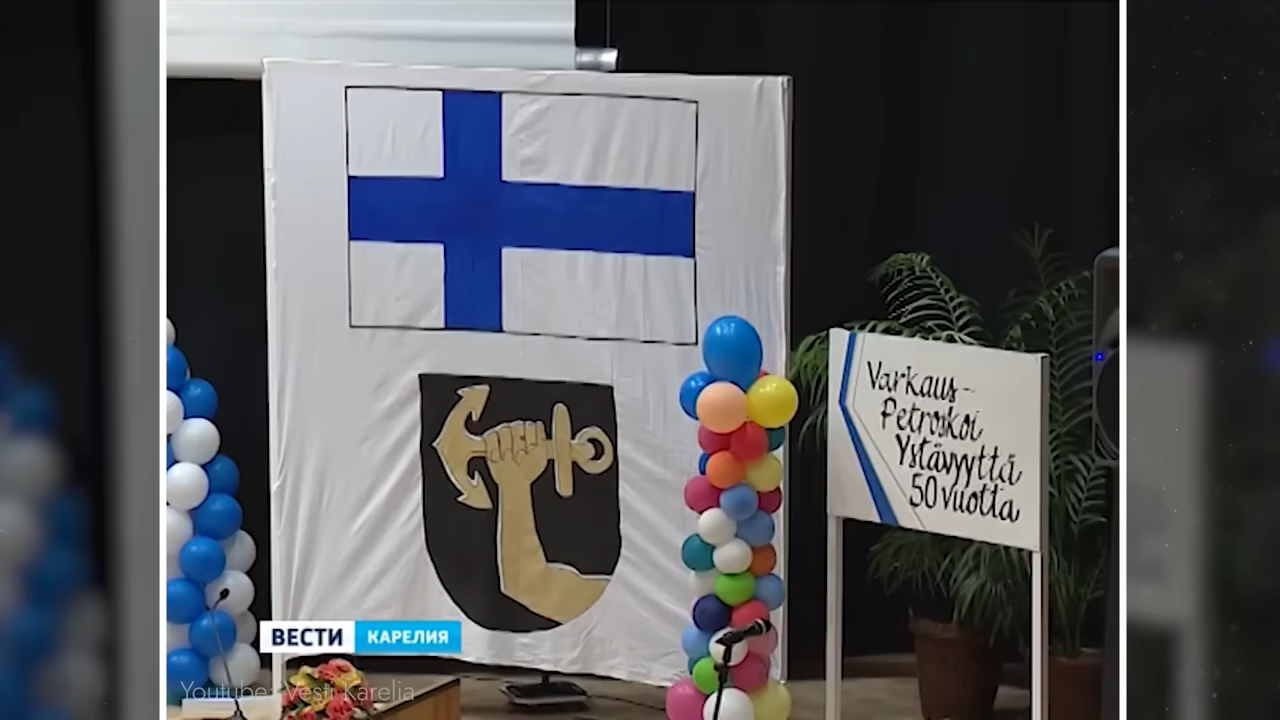 Varkaus-
Petroskoi
Ystävyyttä
50 vuotta
ВЕСТИ КАРЕЛИЯ
Youtube: Vesti Karelia